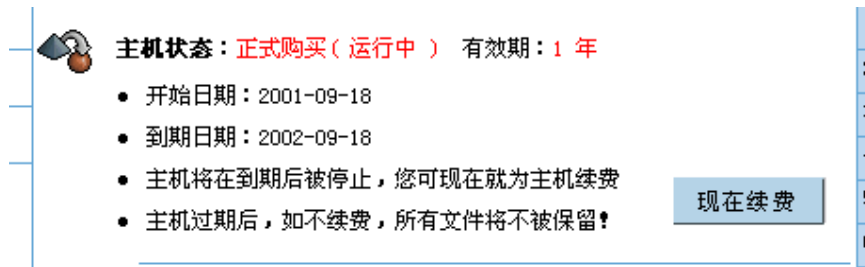 主机状态：正式购买（运行中） 有效期：1 年
● 开始日期：2001-09-18
● 到期日期：2002-09-18
● 主机将在到期后被停止，您可现在就为主机续费
● 主机过期后，如不续费，所有文件将不被保留！
现在续费